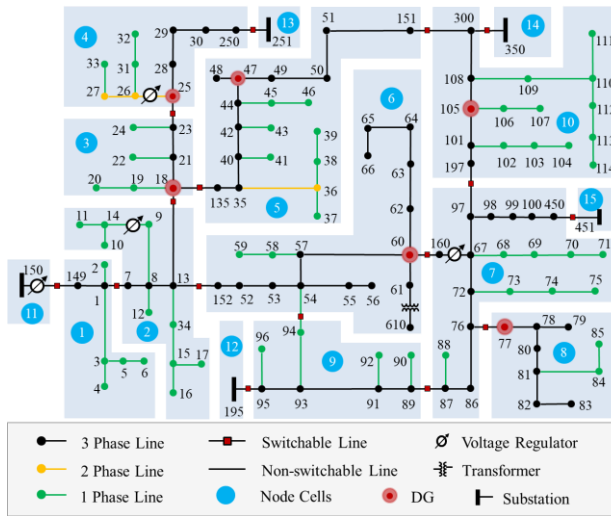 51 151 300
4 32 29 13 14 111
30 250 251 350
33 31 28 48 47 49 50 108 110
27 26 25 44 45 46 6 109
105
24 23 42 43 39 65 64 106 107 10
3 101
22 21 40 41 38 66 63 102 103 104 113
20 19 18 197 114
135 35 36 62
5 37 97 98 99 100 450 15
11 14 9 59 58 57 60 160 451
10 67 68 69 70 71
150 149 2 7 8 13 61 7
1 152 52 53 54 55 56 72 73 74 75
11 12 34 610
1 2 94 76 78 79 85
12 96 9 92 90 88 77 80 8
3 5 6 15 17 81 84
4 16 195 95 93 91 89 87 86 82 83
3 Phase Line Switchable Line Voltage Regulator
2 Phase Line Non-switchable Line Transformer
1 Phase Line Node Cells DG Substation